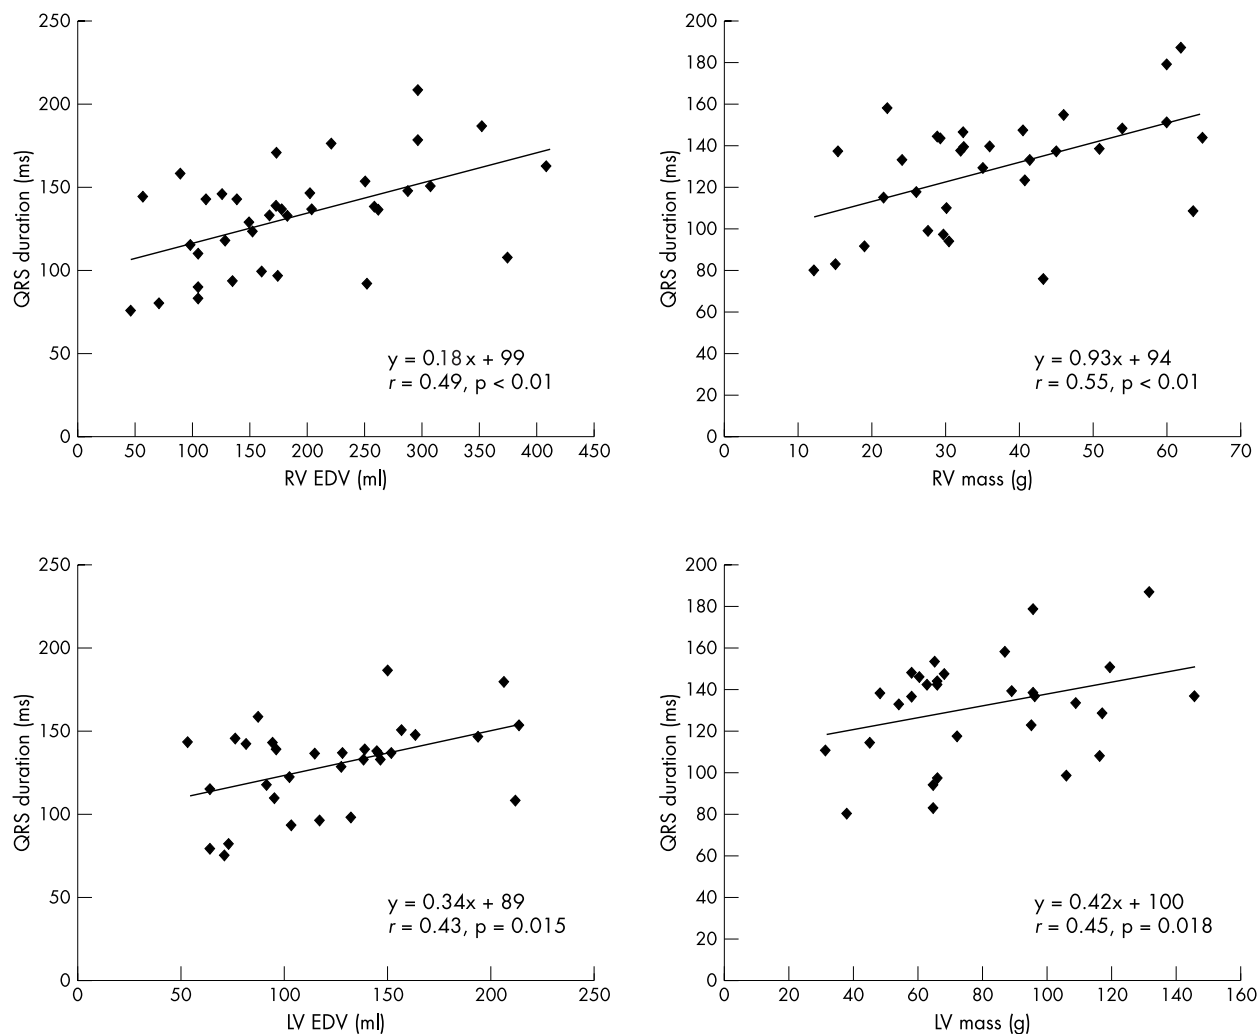 250
200
150
100
50
0
QRS duration (ms)
0 50 100 150 200 250 300 350 400 450
RV EDV (ml)
y = 0.18x + 99
r = 0.49, p < 0.01
200
180
160
140
120
100
80
60
40
20
0
QRS duration (ms)
0 10 20 30 40 50 60 70
RV mass (g)
y = 0.93x + 94
r = 0.55, p < 0.01
250
200
150
100
50
0
QRS duration (ms)
0 50 100 150 200 250
LV EDV (ml)
y = 0.34x + 89
r = 0.43, p = 0.015
200
180
160
140
120
100
80
60
40
20
0
QRS duration (ms)
0 20 40 60 80 100 120 140 160
LV mass (g)
y = 0.42x + 100
r = 0.45, p = 0.018